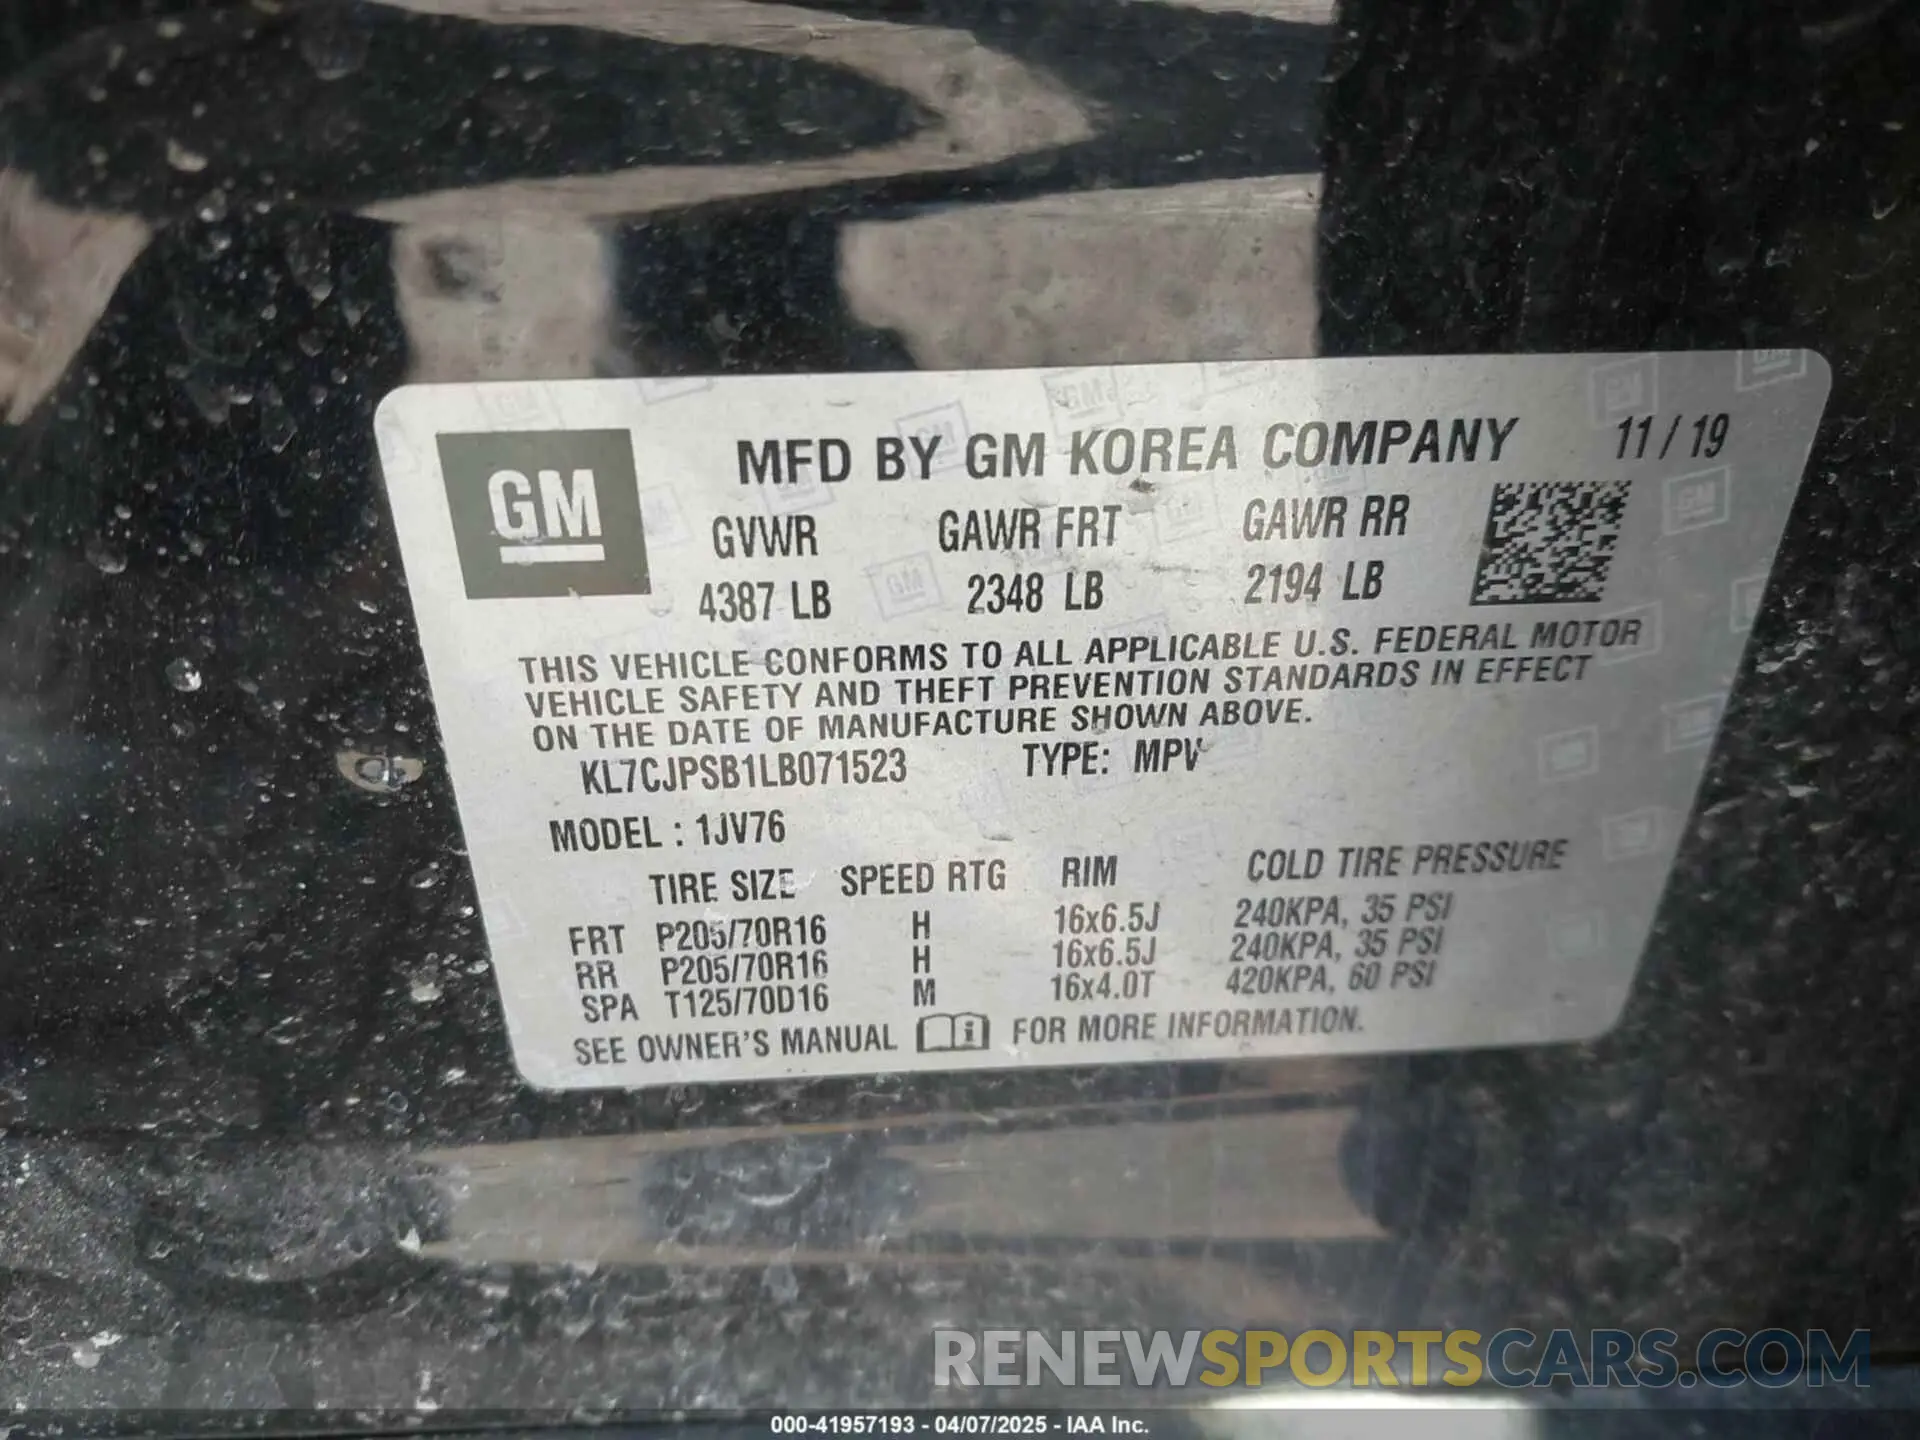 GM
MFD BY GM KOREA COMPANY 11/19
GVWR GAWR FRT GAWR RR
4387 LB 2348 LB 2194 LB
THIS VEHICLE CONFORMS TO ALL APPLICABLE U.S. FEDERAL MOTOR
VEHICLE SAFETY AND THEFT PREVENTION STANDARDS IN EFFECT
ON THE DATE OF MANUFACTURE SHOWN ABOVE.
KL7CJPSB1LB071523 TYPE: MPV
MODEL : 1JV76
TIRE SIZE SPEED RTG RIM COLD TIRE PRESSURE
FRT P205/70R16 H 16x6.5J 240KPA, 35 PSI
RR P205/70R16 H 16x6.5J 240KPA, 35 PSI
SPA T125/70D16 M 16x4.0T 420KPA, 60 PSI
SEE OWNER'S MANUAL FOR MORE INFORMATION.
RENEWSPORTSCARS.COM
000-41957193 - 04/07/2025 - IAA Inc.